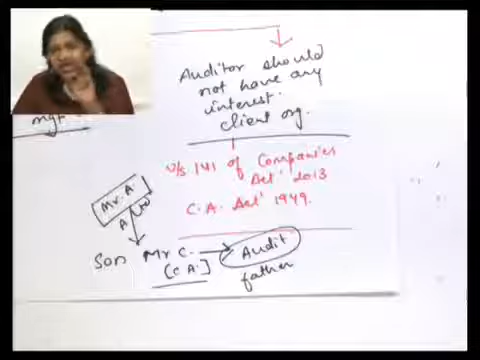 mgt.
Auditor should
not have any
interest.
client org.
u/s 141 of Companies
Act' 2013
C.A. Act' 1949.
Mr. A.
Son Mr C. → Audit
[C A.] father